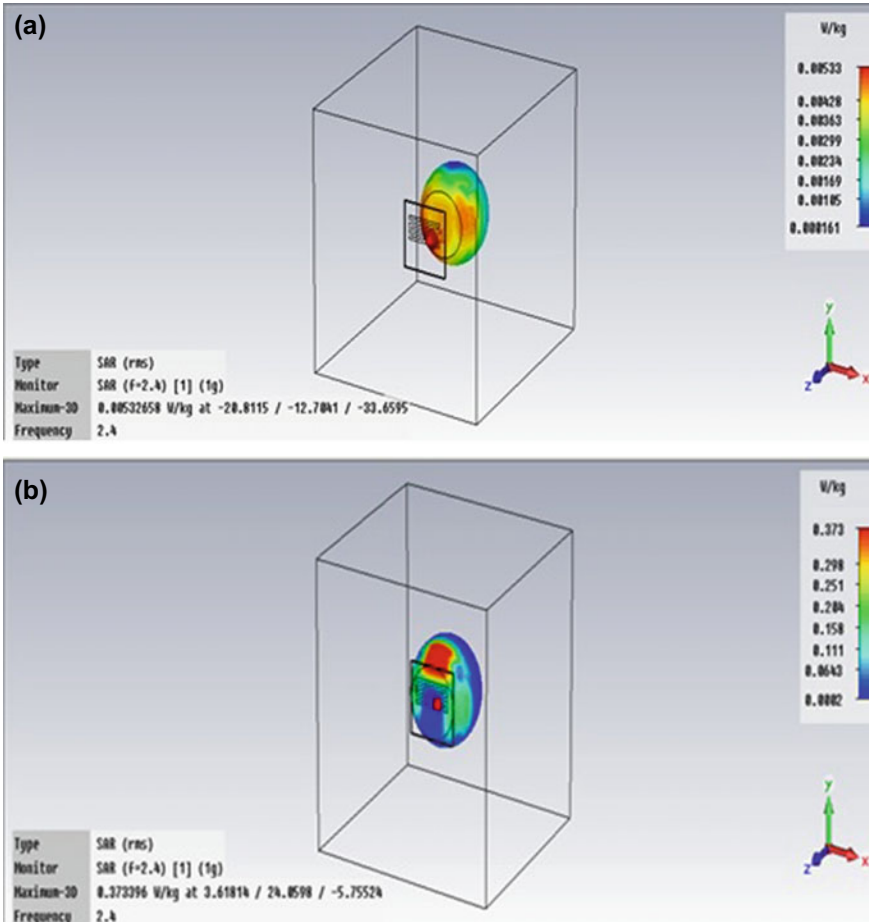 (a)
W/kg
0.00533
0.00428
0.00363
0.00299
0.00234
0.00169
0.00105
0.000161
y
x
z
Type SAR (rms)
Monitor SAR (f=2.4) [1] (1g)
Maximum-3D 0.00532658 W/kg at -20.8115 / -12.7041 / -33.6595
Frequency 2.4
(b)
W/kg
0.373
0.298
0.251
0.204
0.158
0.111
0.0643
0.0002
y
x
z
Type SAR (rms)
Monitor SAR (f=2.4) [1] (1g)
Maximum-3D 0.373396 W/kg at 3.61814 / 24.0598 / -5.75524
Frequency 2.4